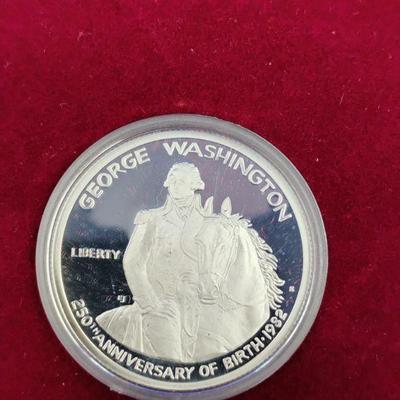 GEORGE WASHINGTON
LIBERTY
250TH ANNIVERSARY OF BIRTH · 1982